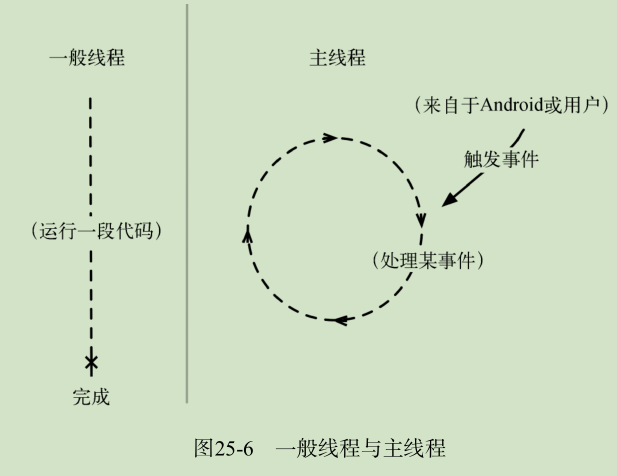 一般线程
主线程
(来自于Android或用户)
触发事件
(运行一段代码)
(处理某事件)
完成
图25-6 一般线程与主线程